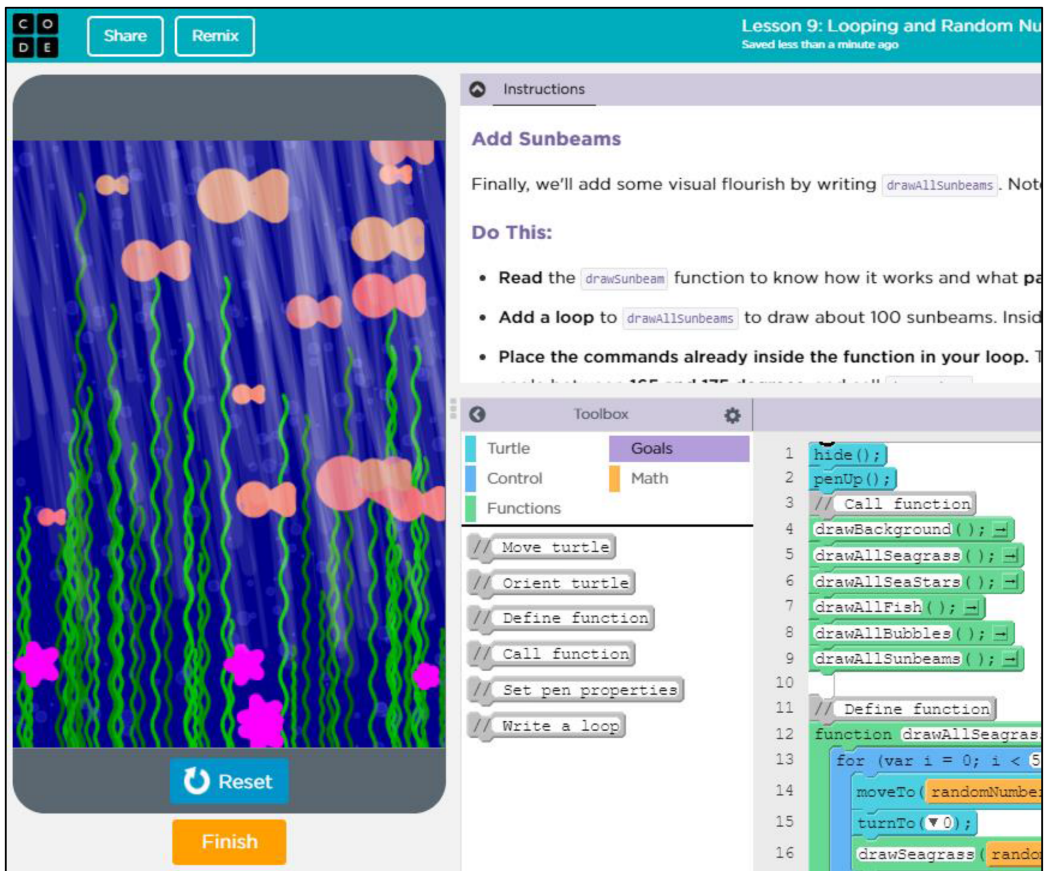 C O
D E
Share
Remix
Lesson 9: Looping and Random Nu
Saved less than a minute ago
Instructions
Add Sunbeams
Finally, we'll add some visual flourish by writing drawAllSunbeams. Not
Do This:
• Read the drawSunbeam function to know how it works and what pa
• Add a loop to drawAllSunbeams to draw about 100 sunbeams. Insid
• Place the commands already inside the function in your loop. T
Reset
Finish
Toolbox
Turtle
Goals
Control
Math
Functions
// Move turtle
// Orient turtle
// Define function
// Call function
// Set pen properties
// Write a loop
1 hide();
2 penUp();
3 // Call function
4 drawBackground();
5 drawAllSeagrass();
6 drawAllSeaStars();
7 drawAllFish();
8 drawAllBubbles();
9 drawAllSunbeams();
10
11 // Define function
12 function drawAllSeagras
13 for (var i = 0; i < 5
14 moveTo(randomNumbe
15 turnTo(▼0);
16 drawSeagrass(rando